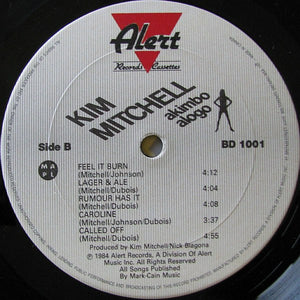 Alert
Records & Cassettes
KIM
MITCHELL
akimbo
alogo
Side B
BD 1001
MAPL
FEEL IT BURN
(Mitchell/Johnson) 4:12
LAGER & ALE
(Mitchell/Dubois) 4:40
RUMOUR HAS IT
(Mitchell/Dubois) 4:44
CAROLINE
(Mitchell/Johnson/Dubois) 3:37
CALLED OFF
(Mitchell/Dubois) 4:55
Produced by Kim Mitchell/Nick Blagona
℗ 1984 Alert Records, A Division Of Alert
Music Inc. All Rights Reserved
All Songs Published
By Mark-Cain Music